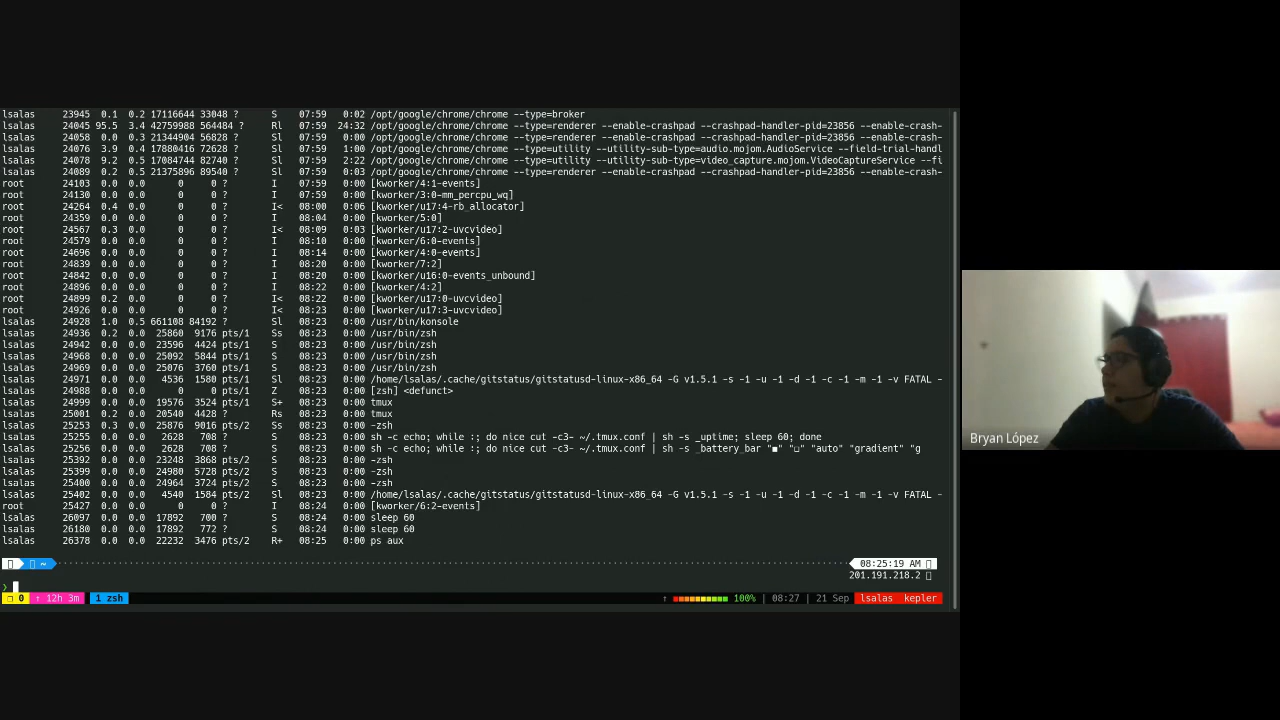 lsalas 23945 0.1 0.2 17116644 33048 ? S 07:59 0:02 /opt/google/chrome/chrome --type=broker
lsalas 24045 95.5 3.4 42759988 564484 ? Rl 07:59 24:32 /opt/google/chrome/chrome --type=renderer --enable-crashpad --crashpad-handler-pid=23856 --enable-crash-
lsalas 24058 0.0 0.3 21344904 56828 ? Sl 07:59 0:00 /opt/google/chrome/chrome --type=renderer --enable-crashpad --crashpad-handler-pid=23856 --enable-crash-
lsalas 24076 3.9 0.4 17880416 72628 ? Sl 07:59 1:00 /opt/google/chrome/chrome --type=utility --utility-sub-type=audio.mojom.AudioService --field-trial-handl
lsalas 24078 9.2 0.5 17084744 82740 ? Sl 07:59 2:22 /opt/google/chrome/chrome --type=utility --utility-sub-type=video_capture.mojom.VideoCaptureService --fi
lsalas 24089 0.2 0.5 21375896 89540 ? Sl 07:59 0:03 /opt/google/chrome/chrome --type=renderer --enable-crashpad --crashpad-handler-pid=23856 --enable-crash-
root 24103 0.0 0.0 0 0 ? I 07:59 0:00 [kworker/4:1-events]
root 24130 0.0 0.0 0 0 ? I 07:59 0:00 [kworker/3:0-mm_percpu_wq]
root 24264 0.4 0.0 0 0 ? I< 08:00 0:06 [kworker/u17:4-rb_allocator]
root 24359 0.0 0.0 0 0 ? I 08:04 0:00 [kworker/5:0]
root 24567 0.3 0.0 0 0 ? I< 08:09 0:03 [kworker/u17:2-uvcvideo]
root 24579 0.0 0.0 0 0 ? I 08:10 0:00 [kworker/6:0-events]
root 24696 0.0 0.0 0 0 ? I 08:14 0:00 [kworker/4:0-events]
root 24839 0.0 0.0 0 0 ? I 08:20 0:00 [kworker/7:2]
root 24842 0.0 0.0 0 0 ? I 08:20 0:00 [kworker/u16:0-events_unbound]
root 24896 0.0 0.0 0 0 ? I 08:22 0:00 [kworker/4:2]
root 24899 0.2 0.0 0 0 ? I< 08:22 0:00 [kworker/u17:0-uvcvideo]
root 24926 0.0 0.0 0 0 ? I< 08:23 0:00 [kworker/u17:3-uvcvideo]
lsalas 24928 1.0 0.5 661108 84192 ? Sl 08:23 0:00 /usr/bin/konsole
lsalas 24936 0.2 0.0 25860 9176 pts/1 Ss 08:23 0:00 /usr/bin/zsh
lsalas 24942 0.0 0.0 23596 4424 pts/1 S 08:23 0:00 /usr/bin/zsh
lsalas 24968 0.0 0.0 25092 5844 pts/1 S 08:23 0:00 /usr/bin/zsh
lsalas 24969 0.0 0.0 25076 3760 pts/1 S 08:23 0:00 /usr/bin/zsh
lsalas 24971 0.0 0.0 4536 1580 pts/1 Sl 08:23 0:00 /home/lsalas/.cache/gitstatus/gitstatusd-linux-x86_64 -G v1.5.1 -s -1 -u -1 -d -1 -c -1 -m -1 -v FATAL -
lsalas 24988 0.0 0.0 0 0 pts/1 Z 08:23 0:00 [zsh] <defunct>
lsalas 24999 0.0 0.0 19576 3524 pts/1 S+ 08:23 0:00 tmux
lsalas 25001 0.2 0.0 20540 4428 ? Rs 08:23 0:00 tmux
lsalas 25253 0.3 0.0 25876 9016 pts/2 Ss 08:23 0:00 -zsh
lsalas 25255 0.0 0.0 2628 708 ? S 08:23 0:00 sh -c echo; while :; do nice cut -c3- ~/.tmux.conf | sh -s _uptime; sleep 60; done
lsalas 25256 0.0 0.0 2628 708 ? S 08:23 0:00 sh -c echo; while :; do nice cut -c3- ~/.tmux.conf | sh -s _battery_bar "◼" "◻" "auto" "gradient" "g
lsalas 25392 0.0 0.0 23248 3868 pts/2 S 08:23 0:00 -zsh
lsalas 25399 0.0 0.0 24980 5728 pts/2 S 08:23 0:00 -zsh
lsalas 25400 0.0 0.0 24964 3724 pts/2 S 08:23 0:00 -zsh
lsalas 25402 0.0 0.0 4540 1584 pts/2 Sl 08:23 0:00 /home/lsalas/.cache/gitstatus/gitstatusd-linux-x86_64 -G v1.5.1 -s -1 -u -1 -d -1 -c -1 -m -1 -v FATAL -
root 25427 0.0 0.0 0 0 ? I 08:24 0:00 [kworker/6:2-events]
lsalas 26097 0.0 0.0 17892 700 ? S 08:24 0:00 sleep 60
lsalas 26180 0.0 0.0 17892 772 ? S 08:24 0:00 sleep 60
lsalas 26378 0.0 0.0 22232 3476 pts/2 R+ 08:25 0:00 ps aux
~ 08:25:19 AM
201.191.218.2
❯
0 ↑ 12h 3m 1 zsh ↑ 100% | 08:27 | 21 Sep lsalas kepler
Bryan López